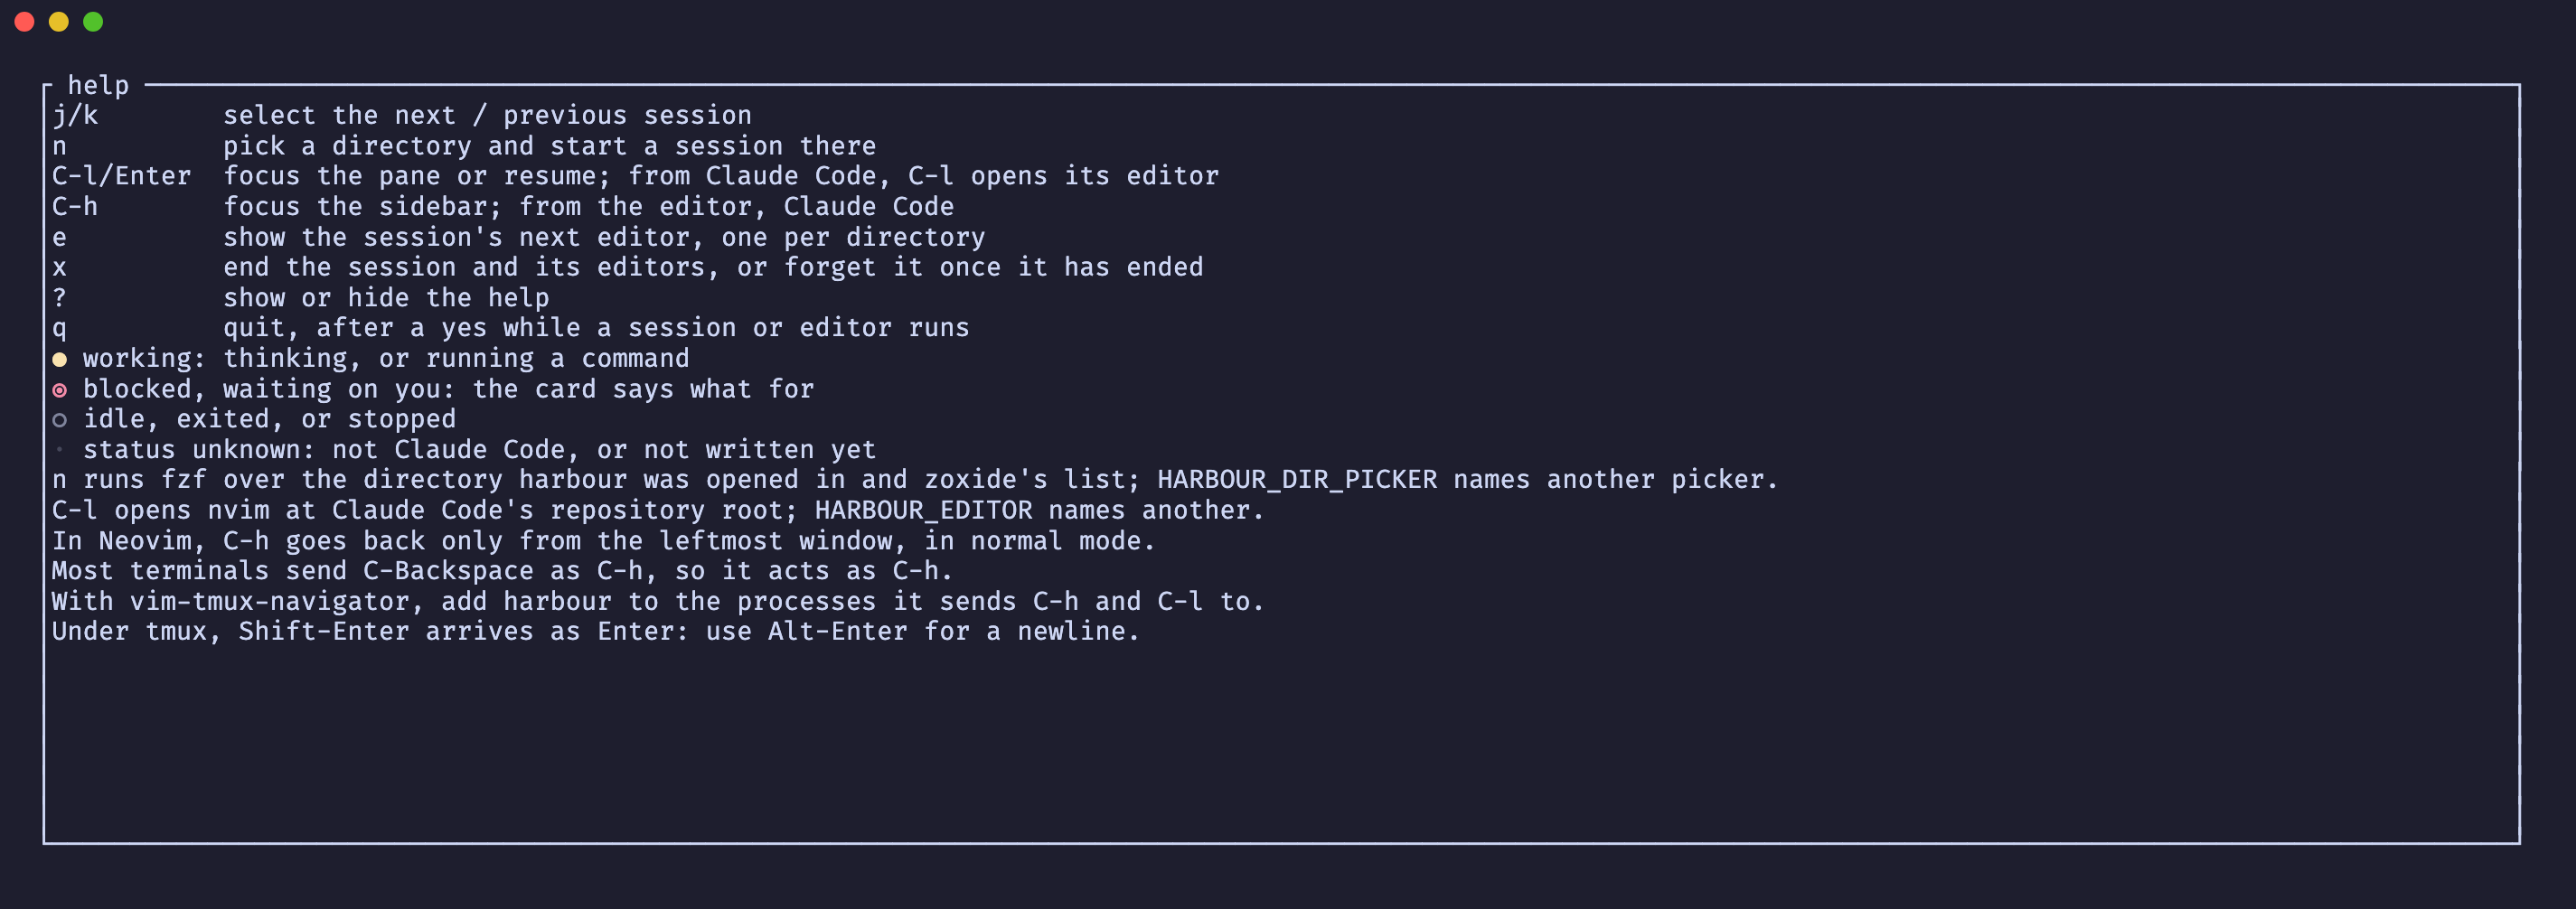 help
j/k        select the next / previous session
n          pick a directory and start a session there
C-l/Enter  focus the pane or resume; from Claude Code, C-l opens its editor
C-h        focus the sidebar; from the editor, Claude Code
e          show the session's next editor, one per directory
x          end the session and its editors, or forget it once it has ended
?          show or hide the help
q          quit, after a yes while a session or editor runs
● working: thinking, or running a command
◉ blocked, waiting on you: the card says what for
○ idle, exited, or stopped
· status unknown: not Claude Code, or not written yet
n runs fzf over the directory harbour was opened in and zoxide's list; HARBOUR_DIR_PICKER names another picker.
C-l opens nvim at Claude Code's repository root; HARBOUR_EDITOR names another.
In Neovim, C-h goes back only from the leftmost window, in normal mode.
Most terminals send C-Backspace as C-h, so it acts as C-h.
With vim-tmux-navigator, add harbour to the processes it sends C-h and C-l to.
Under tmux, Shift-Enter arrives as Enter: use Alt-Enter for a newline.